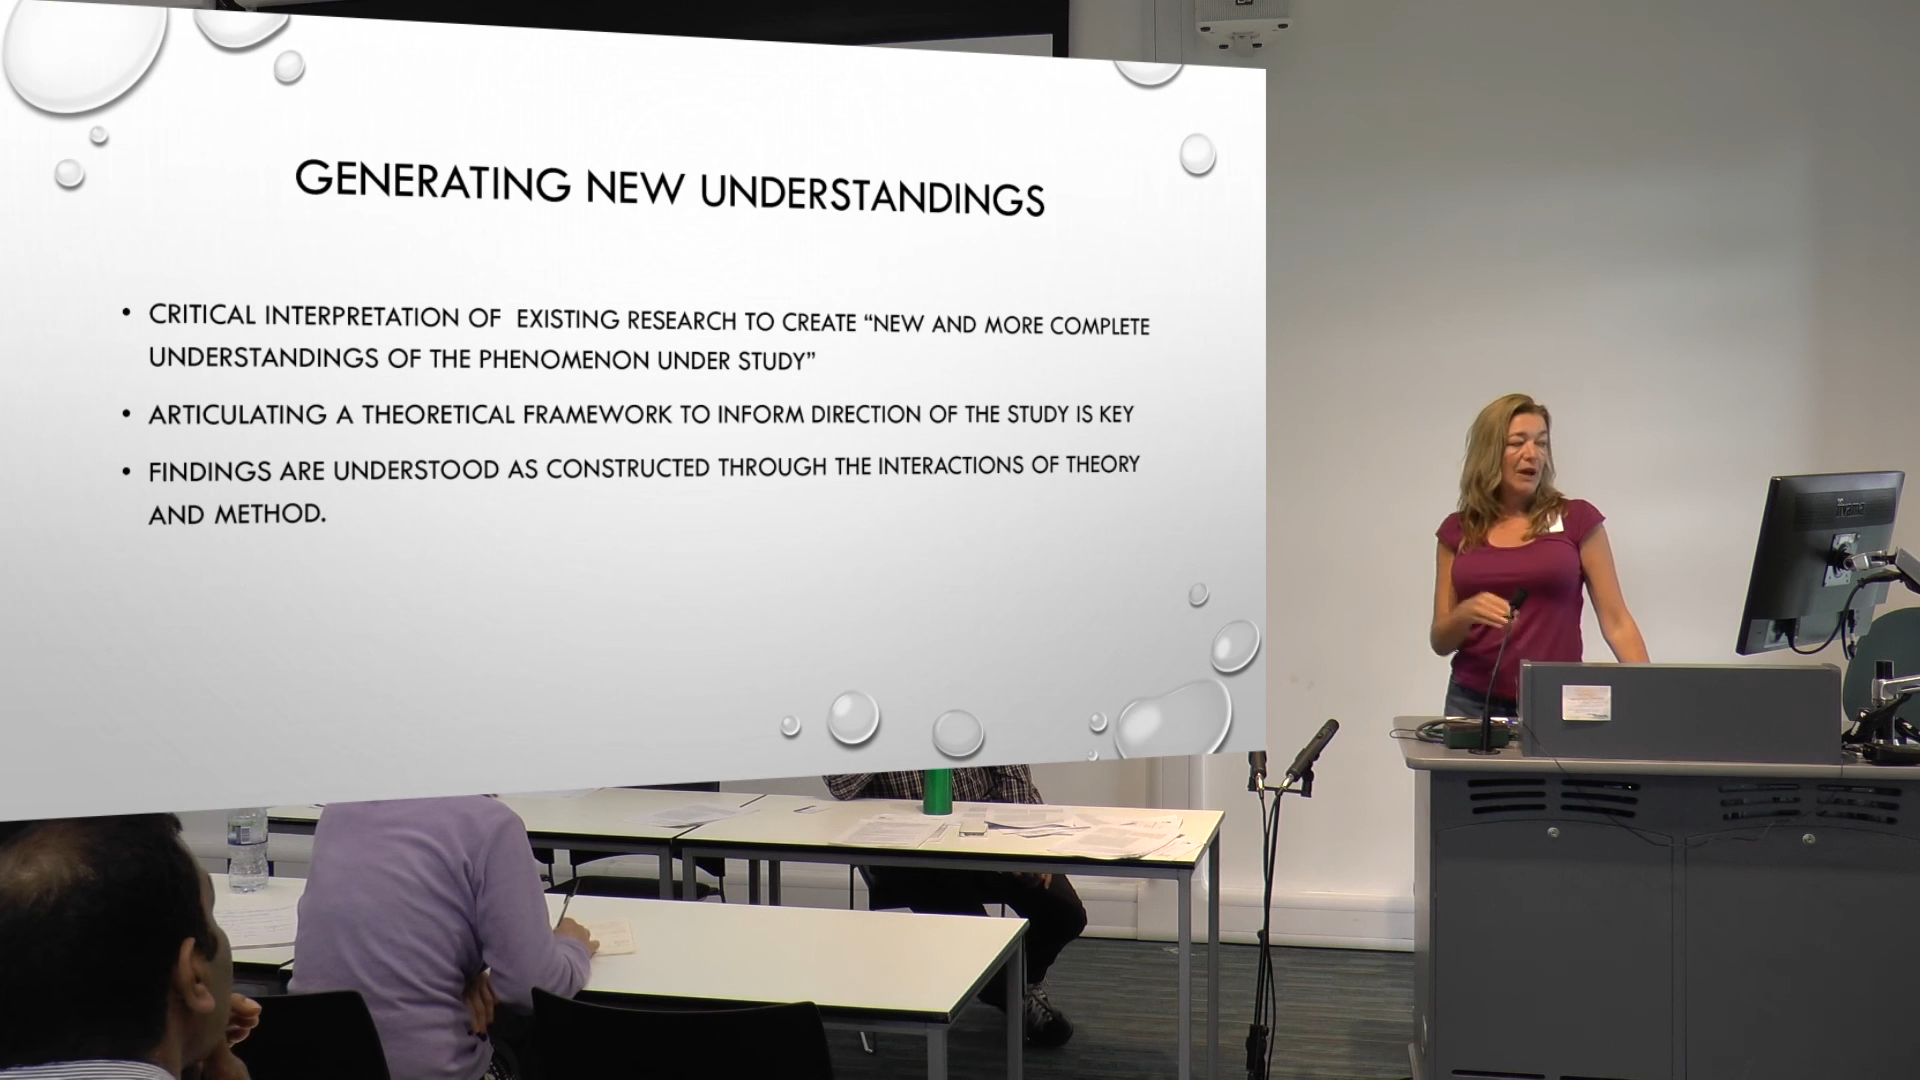 GENERATING NEW UNDERSTANDINGS
• CRITICAL INTERPRETATION OF EXISTING RESEARCH TO CREATE “NEW AND MORE COMPLETE
UNDERSTANDINGS OF THE PHENOMENON UNDER STUDY”
• ARTICULATING A THEORETICAL FRAMEWORK TO INFORM DIRECTION OF THE STUDY IS KEY
• FINDINGS ARE UNDERSTOOD AS CONSTRUCTED THROUGH THE INTERACTIONS OF THEORY
AND METHOD.
iiyama